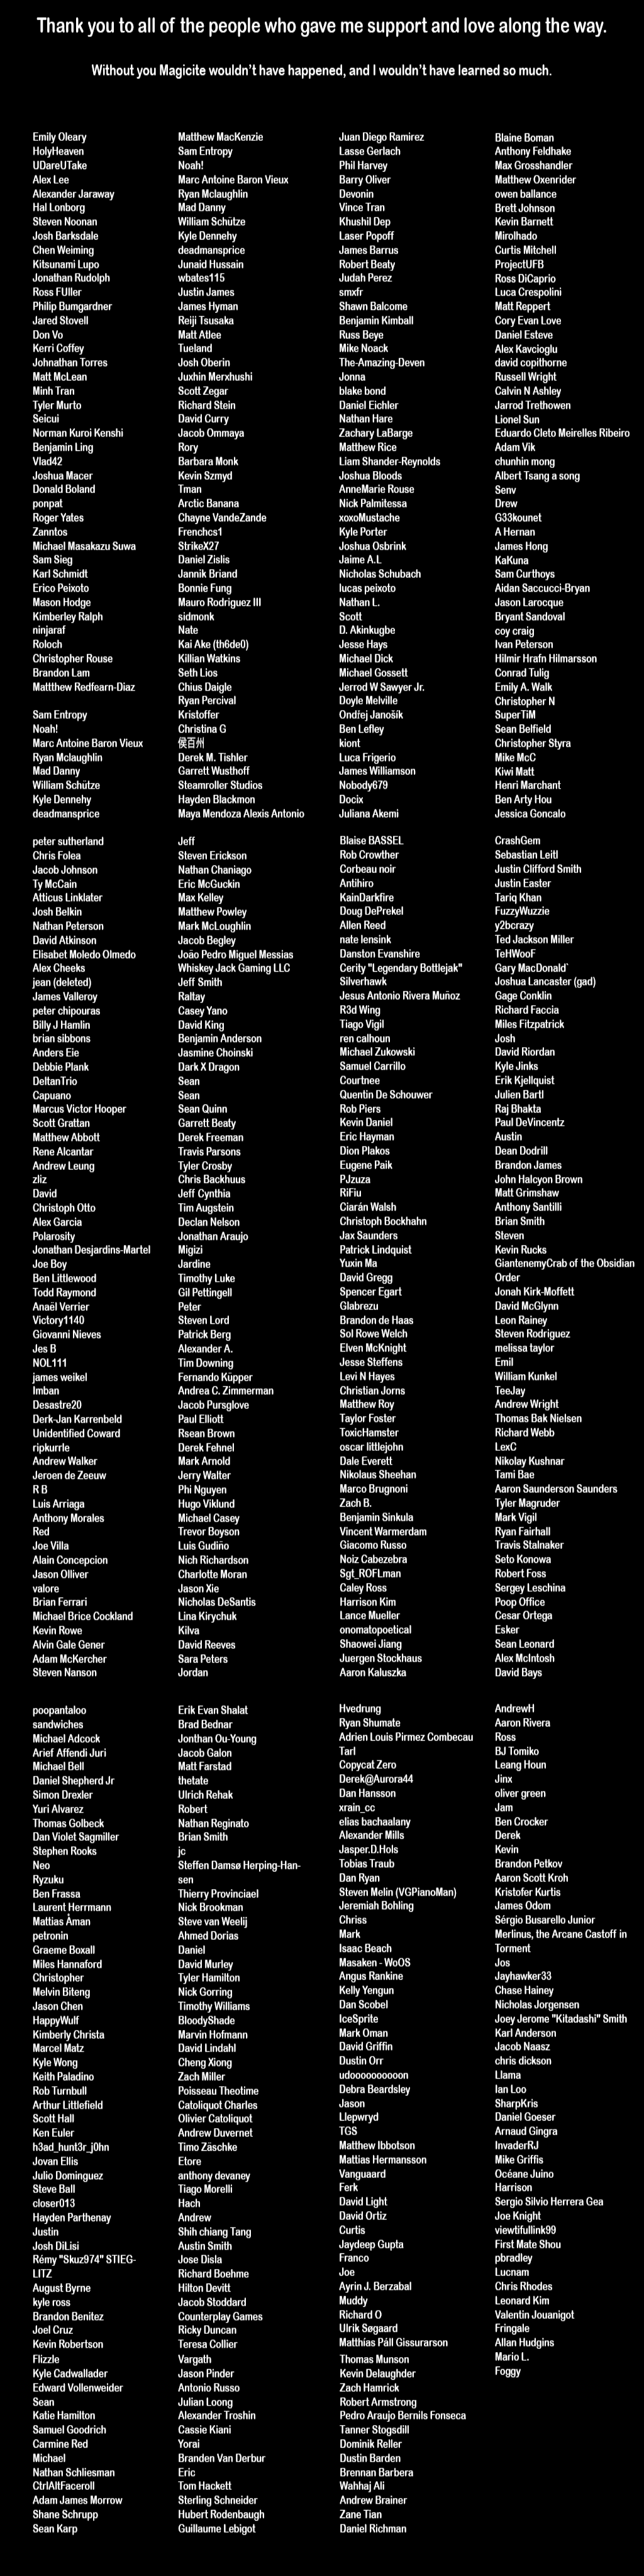 Thank you to all of the people who gave me support and love along the way.
Without you Magicite wouldn't have happened, and I wouldn't have learned so much.
Emily Oleary
HolyHeaven
UDareUTake
Alex Lee
Alexander Jaraway
Hal Lonborg
Steven Noonan
Josh Barksdale
Chen Weiming
Kitsunami Lupo
Jonathan Rudolph
Ross FUller
Philip Bumgardner
Jared Stovell
Don Vo
Kerri Coffey
Johnathan Torres
Matt McLean
Minh Tran
Tyler Murto
Seicui
Norman Kuroi Kenshi
Benjamin Ling
Vlad42
Joshua Macer
Donald Boland
ponpat
Roger Yates
Zanntos
Michael Masakazu Suwa
Sam Sieg
Karl Schmidt
Erico Peixoto
Mason Hodge
Kimberley Ralph
ninjaraf
Roloch
Christopher Rouse
Brandon Lam
Mattthew Redfearn-Diaz
Sam Entropy
Noah!
Marc Antoine Baron Vieux
Ryan Mclaughlin
Mad Danny
William Schütze
Kyle Dennehy
deadmansprice
Matthew MacKenzie
Sam Entropy
Noah!
Marc Antoine Baron Vieux
Ryan Mclaughlin
Mad Danny
William Schütze
Kyle Dennehy
deadmansprice
Junaid Hussain
wbates115
Justin James
James Hyman
Reiji Tsusaka
Matt Atlee
Tueland
Josh Oberin
Juxhin Merxhushi
Scott Zegar
Richard Stein
David Curry
Jacob Ommaya
Rory
Barbara Monk
Kevin Szmyd
Tman
Arctic Banana
Chayne VandeZande
Frenchcs1
StrikeX27
Daniel Zislis
Jannik Briand
Bonnie Fung
Mauro Rodriguez III
sidmonk
Nate
Kai Ake (th6de0)
Killian Watkins
Seth Lios
Chius Daigle
Ryan Percival
Kristoffer
Christina G
侯百州
Derek M. Tishler
Garrett Wusthoff
Steamroller Studios
Hayden Blackmon
Maya Mendoza Alexis Antonio
Juan Diego Ramirez
Lasse Gerlach
Phil Harvey
Barry Oliver
Devonin
Vince Tran
Khushil Dep
Laser Popoff
James Barrus
Robert Beaty
Judah Perez
smxfr
Shawn Balcome
Benjamin Kimball
Russ Beye
Mike Noack
The-Amazing-Deven
Jonna
blake bond
Daniel Eichler
Nathan Hare
Zachary LaBarge
Matthew Rice
Liam Shander-Reynolds
Joshua Bloods
AnneMarie Rouse
Nick Palmitessa
xoxoMustache
Kyle Porter
Joshua Osbrink
Jaime A.L
Nicholas Schubach
lucas peixoto
Nathan L.
Scott
D. Akinkugbe
Jesse Hays
Michael Dick
Michael Gossett
Jerrod W Sawyer Jr.
Doyle Melville
Ondřej Janošík
Ben Lefley
kiont
Luca Frigerio
James Williamson
Nobody679
Docix
Juliana Akemi
Blaine Boman
Anthony Feldhake
Max Grosshandler
Matthew Oxenrider
owen ballance
Brett Johnson
Kevin Barnett
Mirolhado
Curtis Mitchell
ProjectUFB
Ross DiCaprio
Luca Crespolini
Matt Reppert
Cory Evan Love
Daniel Esteve
Alex Kavcioglu
david copithorne
Russell Wright
Calvin N Ashley
Jarrod Trethowen
Lionel Sun
Eduardo Cleto Meirelles Ribeiro
Adam Vik
chunhin mong
Albert Tsang a song
Senv
Drew
G33kounet
A Hernan
James Hong
KaKuna
Sam Curthoys
Aidan Saccucci-Bryan
Jason Larocque
Bryant Sandoval
coy craig
Ivan Peterson
Hilmir Hrafn Hilmarsson
Conrad Tulig
Emily A. Walk
Christopher N
SuperTiM
Sean Belfield
Christopher Styra
Mike McC
Kiwi Matt
Henri Marchant
Ben Arty Hou
Jessica Goncalo
peter sutherland
Chris Folea
Jacob Johnson
Ty McCain
Atticus Linklater
Josh Belkin
Nathan Peterson
David Atkinson
Elisabet Moledo Olmedo
Alex Cheeks
jean (deleted)
James Valleroy
peter chipouras
Billy J Hamlin
brian sibbons
Anders Eie
Debbie Plank
DeltanTrio
Capuano
Marcus Victor Hooper
Scott Grattan
Matthew Abbott
Rene Alcantar
Andrew Leung
zliz
David
Christoph Otto
Alex Garcia
Polarosity
Jonathan Desjardins-Martel
Joe Boy
Ben Littlewood
Todd Raymond
Anaël Verrier
Victory1140
Giovanni Nieves
Jes B
NOL111
james weikel
Imban
Desastre20
Derk-Jan Karrenbeld
Unidentified Coward
ripkurrle
Andrew Walker
Jeroen de Zeeuw
R B
Luis Arriaga
Anthony Morales
Red
Joe Villa
Alain Concepcion
Jason Olliver
valore
Brian Ferrari
Michael Brice Cockland
Kevin Rowe
Alvin Gale Gener
Adam McKercher
Steven Nanson
Jeff
Steven Erickson
Nathan Chaniago
Eric McGuckin
Max Kelley
Matthew Powley
Mark McLoughlin
Jacob Begley
João Pedro Miguel Messias
Whiskey Jack Gaming LLC
Jeff Smith
Raltay
Casey Yano
David King
Benjamin Anderson
Jasmine Choinski
Dark X Dragon
Sean
Sean
Sean Quinn
Garrett Beaty
Derek Freeman
Travis Parsons
Tyler Crosby
Chris Backhuus
Jeff Cynthia
Tim Augstein
Declan Nelson
Jonathan Araujo
Migizi
Jardine
Timothy Luke
Gil Pettingell
Peter
Steven Lord
Patrick Berg
Alexander A.
Tim Downing
Fernando Küpper
Andrea C. Zimmerman
Jacob Pursglove
Paul Elliott
Rsean Brown
Derek Fehnel
Mark Arnold
Jerry Walter
Phi Nguyen
Hugo Viklund
Michael Casey
Trevor Boyson
Luis Gudiño
Nich Richardson
Charlotte Moran
Jason Xie
Nicholas DeSantis
Lina Kirychuk
Kilva
David Reeves
Sara Peters
Jordan
Blaise BASSEL
Rob Crowther
Corbeau noir
Antihiro
KainDarkfire
Doug DePrekel
Allen Reed
nate lensink
Danston Evanshire
Cerity "Legendary Bottlejak"
Silverhawk
Jesus Antonio Rivera Muñoz
R3d Wing
Tiago Vigil
ren calhoun
Michael Zukowski
Samuel Carrillo
Courtnee
Quentin De Schouwer
Rob Piers
Kevin Daniel
Eric Hayman
Dion Plakos
Eugene Paik
PJzuza
RiFiu
Ciarán Walsh
Christoph Bockhahn
Jax Saunders
Patrick Lindquist
Yuxin Ma
David Gregg
Spencer Egart
Glabrezu
Brandon de Haas
Sol Rowe Welch
Elven McKnight
Jesse Steffens
Levi N Hayes
Christian Jorns
Matthew Roy
Taylor Foster
ToxicHamster
oscar littlejohn
Dale Everett
Nikolaus Sheehan
Marco Brugnoni
Zach B.
Benjamin Sinkula
Vincent Warmerdam
Giacomo Russo
Noiz Cabezebra
Sgt_ROFLman
Caley Ross
Harrison Kim
Lance Mueller
onomatopoetical
Shaowei Jiang
Juergen Stockhaus
Aaron Kaluszka
CrashGem
Sebastian Leitl
Justin Clifford Smith
Justin Easter
Tariq Khan
FuzzyWuzzie
y2bcrazy
Ted Jackson Miller
TeHWooF
Gary MacDonald`
Joshua Lancaster (gad)
Gage Conklin
Richard Faccia
Miles Fitzpatrick
Josh
David Riordan
Kyle Jinks
Erik Kjellquist
Julien Bartl
Raj Bhakta
Paul DeVincentz
Austin
Dean Dodrill
Brandon James
John Halcyon Brown
Matt Grimshaw
Anthony Santilli
Brian Smith
Steven
Kevin Rucks
GiantenemyCrab of the Obsidian
Order
Jonah Kirk-Moffett
David McGlynn
Leon Rainey
Steven Rodriguez
melissa taylor
Emil
William Kunkel
TeeJay
Andrew Wright
Thomas Bak Nielsen
Richard Webb
LexC
Nikolay Kushnar
Tami Bae
Aaron Saunderson Saunders
Tyler Magruder
Mark Vigil
Ryan Fairhall
Travis Stalnaker
Seto Konowa
Robert Foss
Sergey Leschina
Poop Office
Cesar Ortega
Esker
Sean Leonard
Alex McIntosh
David Bays
poopantaloo
sandwiches
Michael Adcock
Arief Affendi Juri
Michael Bell
Daniel Shepherd Jr
Simon Drexler
Yuri Alvarez
Thomas Golbeck
Dan Violet Sagmiller
Stephen Rooks
Neo
Ryzuku
Ben Frassa
Laurent Herrmann
Mattias Åman
petronin
Graeme Boxall
Miles Hannaford
Christopher
Melvin Biteng
Jason Chen
HappyWulf
Kimberly Christa
Marcel Matz
Kyle Wong
Keith Paladino
Rob Turnbull
Arthur Littlefield
Scott Hall
Ken Euler
h3ad_hunt3r_j0hn
Jovan Ellis
Julio Dominguez
Steve Ball
closer013
Hayden Parthenay
Justin
Josh DiLisi
Rémy "Skuz974" STIEG-
LITZ
August Byrne
kyle ross
Brandon Benitez
Joel Cruz
Kevin Robertson
Flizzle
Kyle Cadwallader
Edward Vollenweider
Sean
Katie Hamilton
Samuel Goodrich
Carmine Red
Michael
Nathan Schliesman
CtrlAltFaceroll
Adam James Morrow
Shane Schrupp
Sean Karp
Erik Evan Shalat
Brad Bednar
Jonthan Ou-Young
Jacob Galon
Matt Farstad
thetate
Ulrich Rehak
Robert
Nathan Reginato
Brian Smith
jc
Steffen Damsø Herping-Han-
sen
Thierry Provinciael
Nick Brookman
Steve van Weelij
Ahmed Dorias
Daniel
David Murley
Tyler Hamilton
Nick Gorring
Timothy Williams
BloodyShade
Marvin Hofmann
David Lindahl
Cheng Xiong
Zach Miller
Poisseau Theotime
Catoliquot Charles
Olivier Catoliquot
Andrew Duvernet
Timo Zäschke
Etore
anthony devaney
Tiago Morelli
Hach
Andrew
Shih chiang Tang
Austin Smith
Jose Disla
Richard Boehme
Hilton Devitt
Jacob Stoddard
Counterplay Games
Ricky Duncan
Teresa Collier
Vargath
Jason Pinder
Antonio Russo
Julian Loong
Alexander Troshin
Cassie Kiani
Yorai
Branden Van Derbur
Eric
Tom Hackett
Sterling Schneider
Hubert Rodenbaugh
Guillaume Lebigot
Hvedrung
Ryan Shumate
Adrien Louis Pirmez Combecau
Tarl
Copycat Zero
Derek@Aurora44
Dan Hansson
xrain_cc
elias bachaalany
Alexander Mills
Jasper.D.Hols
Tobias Traub
Dan Ryan
Steven Melin (VGPianoMan)
Jeremiah Bohling
Chriss
Mark
Isaac Beach
Masaken - WoOS
Angus Rankine
Kelly Yengun
Dan Scobel
IceSprite
Mark Oman
David Griffin
Dustin Orr
udoooooooooon
Debra Beardsley
Jason
Llepwryd
TGS
Matthew Ibbotson
Mattias Hermansson
Vanguaard
Ferk
David Light
David Ortiz
Curtis
Jaydeep Gupta
Franco
Joe
Ayrin J. Berzabal
Muddy
Richard O
Ulrik Søgaard
Matthías Páll Gissurarson
Thomas Munson
Kevin Delaughder
Zach Hamrick
Robert Armstrong
Pedro Araujo Bernils Fonseca
Tanner Stogsdill
Dominik Reller
Dustin Barden
Brennan Barbera
Wahhaj Ali
Andrew Brainer
Zane Tian
Daniel Richman
AndrewH
Aaron Rivera
Ross
BJ Tomiko
Leang Houn
Jinx
oliver green
Jam
Ben Crocker
Derek
Kevin
Brandon Petkov
Aaron Scott Kroh
Kristofer Kurtis
James Odom
Sérgio Busarello Junior
Merlinus, the Arcane Castoff in
Torment
Jos
Jayhawker33
Chase Hainey
Nicholas Jorgensen
Joey Jerome "Kitadashi" Smith
Karl Anderson
Jacob Naasz
chris dickson
Llama
Ian Loo
SharpKris
Daniel Goeser
Arnaud Gingra
InvaderRJ
Mike Griffis
Océane Juino
Harrison
Sergio Silvio Herrera Gea
Joe Knight
viewtifullink99
First Mate Shou
pbradley
Lucnam
Chris Rhodes
Leonard Kim
Valentin Jouanigot
Fringale
Allan Hudgins
Mario L.
Foggy